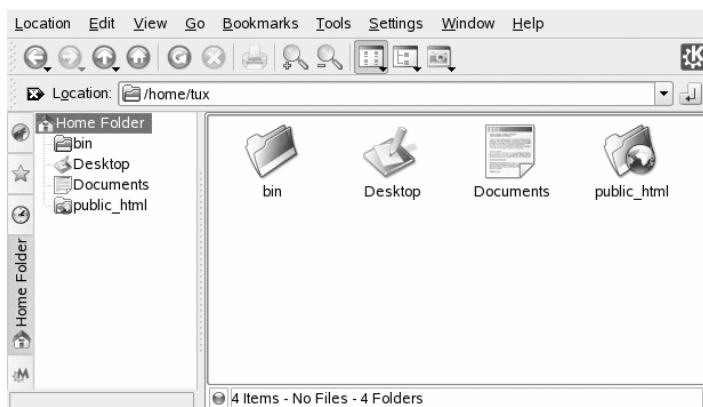 Location Edit View Go Bookmarks Tools Settings Window Help
Location: /home/tux
Home Folder
bin
Desktop
Documents
public_html
Home Folder
bin Desktop Documents public_html
4 Items - No Files - 4 Folders